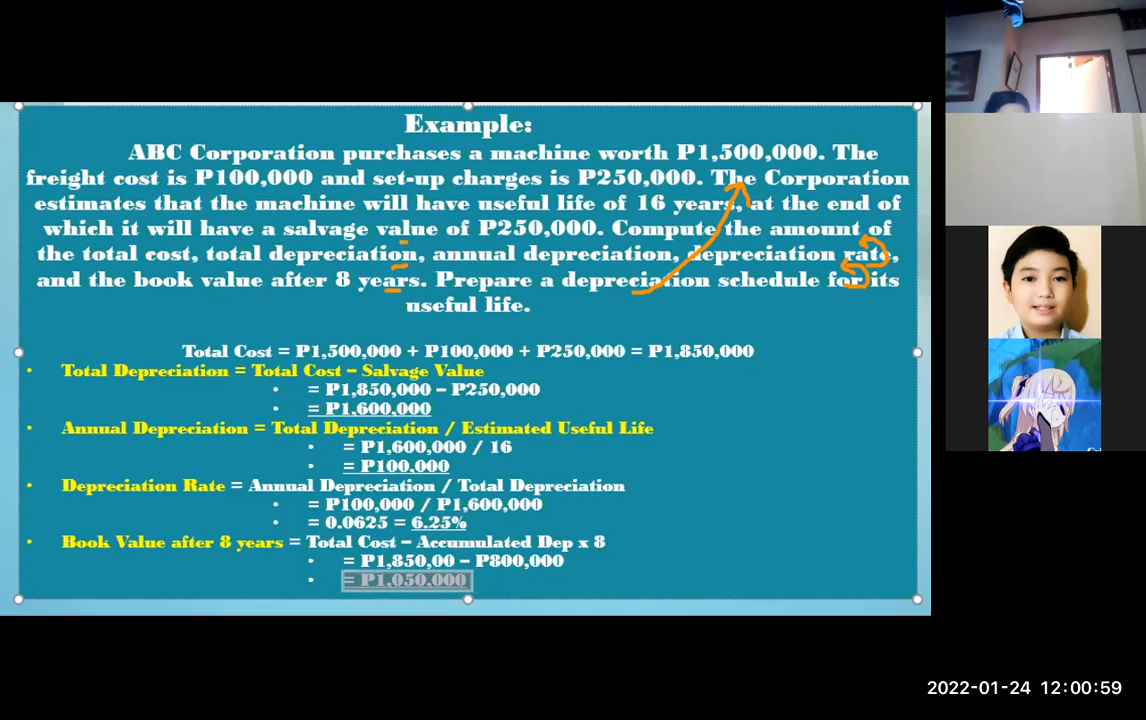 Example:
ABC Corporation purchases a machine worth P1,500,000. The
freight cost is P100,000 and set-up charges is P250,000. The Corporation
estimates that the machine will have useful life of 16 years, at the end of
which it will have a salvage value of P250,000. Compute the amount of
the total cost, total depreciation, annual depreciation, depreciation rate,
and the book value after 8 years. Prepare a depreciation schedule for its
useful life.
Total Cost = P1,500,000 + P100,000 + P250,000 = P1,850,000
• Total Depreciation = Total Cost – Salvage Value
• = P1,850,000 – P250,000
• = P1,600,000
• Annual Depreciation = Total Depreciation / Estimated Useful Life
• = P1,600,000 / 16
• = P100,000
• Depreciation Rate = Annual Depreciation / Total Depreciation
• = P100,000 / P1,600,000
• = 0.0625 = 6.25%
• Book Value after 8 years = Total Cost – Accumulated Dep x 8
• = P1,850,00 – P800,000
• = P1,050,000
2022-01-24 12:00:59